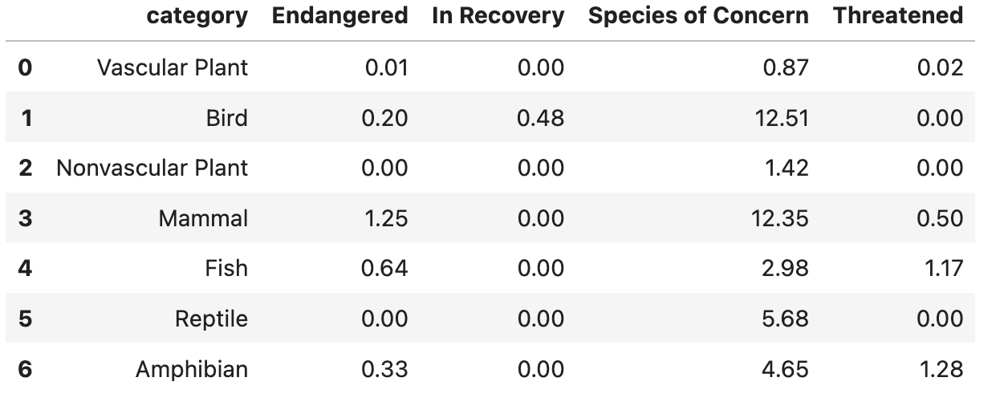 category Endangered In Recovery Species of Concern Threatened
0 Vascular Plant 0.01 0.00 0.87 0.02
1 Bird 0.20 0.48 12.51 0.00
2 Nonvascular Plant 0.00 0.00 1.42 0.00
3 Mammal 1.25 0.00 12.35 0.50
4 Fish 0.64 0.00 2.98 1.17
5 Reptile 0.00 0.00 5.68 0.00
6 Amphibian 0.33 0.00 4.65 1.28